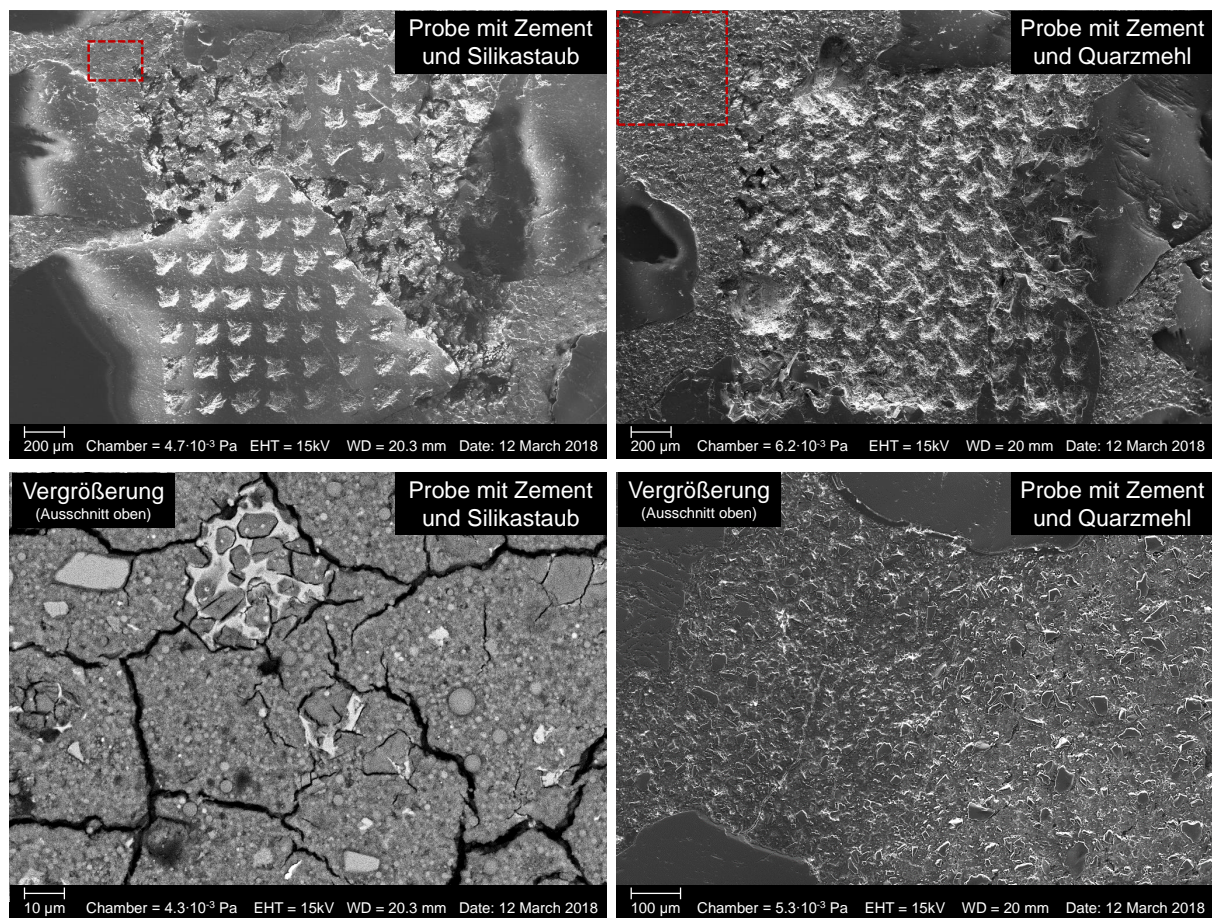 Probe mit Zement
und Silikastaub
200 µm Chamber = 4.7·10-3 Pa EHT = 15kV WD = 20.3 mm Date: 12 March 2018
Probe mit Zement
und Quarzmehl
200 µm Chamber = 6.2·10-3 Pa EHT = 15kV WD = 20 mm Date: 12 March 2018
Vergrößerung
(Ausschnitt oben)
Probe mit Zement
und Silikastaub
10 µm Chamber = 4.3·10-3 Pa EHT = 15kV WD = 20.3 mm Date: 12 March 2018
Vergrößerung
(Ausschnitt oben)
Probe mit Zement
und Quarzmehl
100 µm Chamber = 5.3·10-3 Pa EHT = 15kV WD = 20 mm Date: 12 March 2018